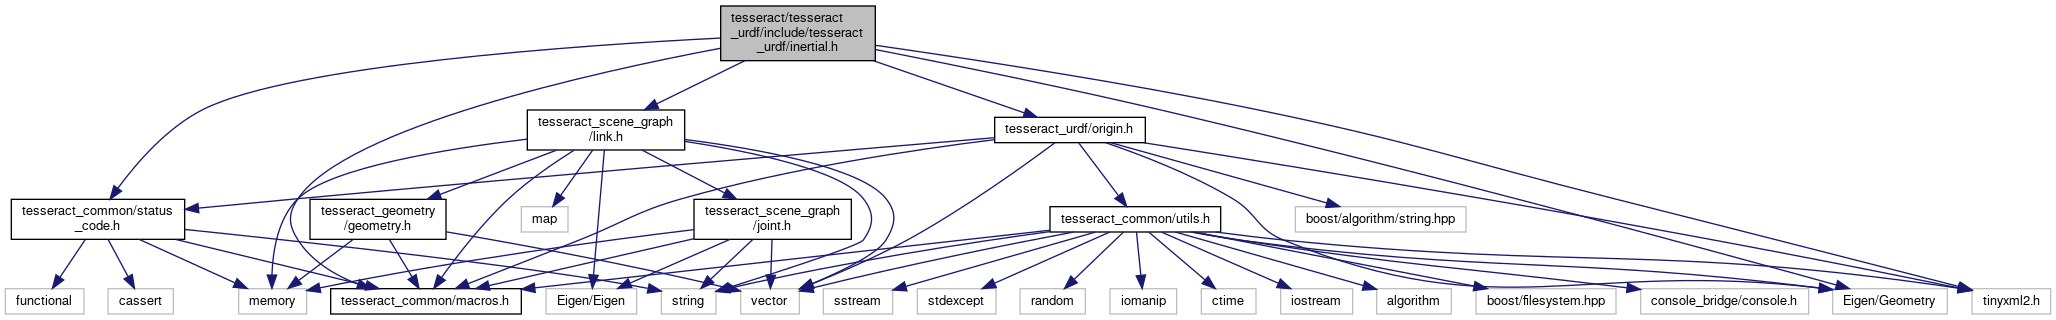 tesseract/tesseract
_urdf/include/tesseract
_urdf/inertial.h
tesseract_scene_graph
/link.h
tesseract_urdf/origin.h
tesseract_common/status
_code.h
tesseract_geometry
/geometry.h
map
tesseract_scene_graph
/joint.h
tesseract_common/utils.h
boost/algorithm/string.hpp
functional
cassert
memory
tesseract_common/macros.h
Eigen/Eigen
string
vector
sstream
stdexcept
random
iomanip
ctime
iostream
algorithm
boost/filesystem.hpp
console_bridge/console.h
Eigen/Geometry
tinyxml2.h